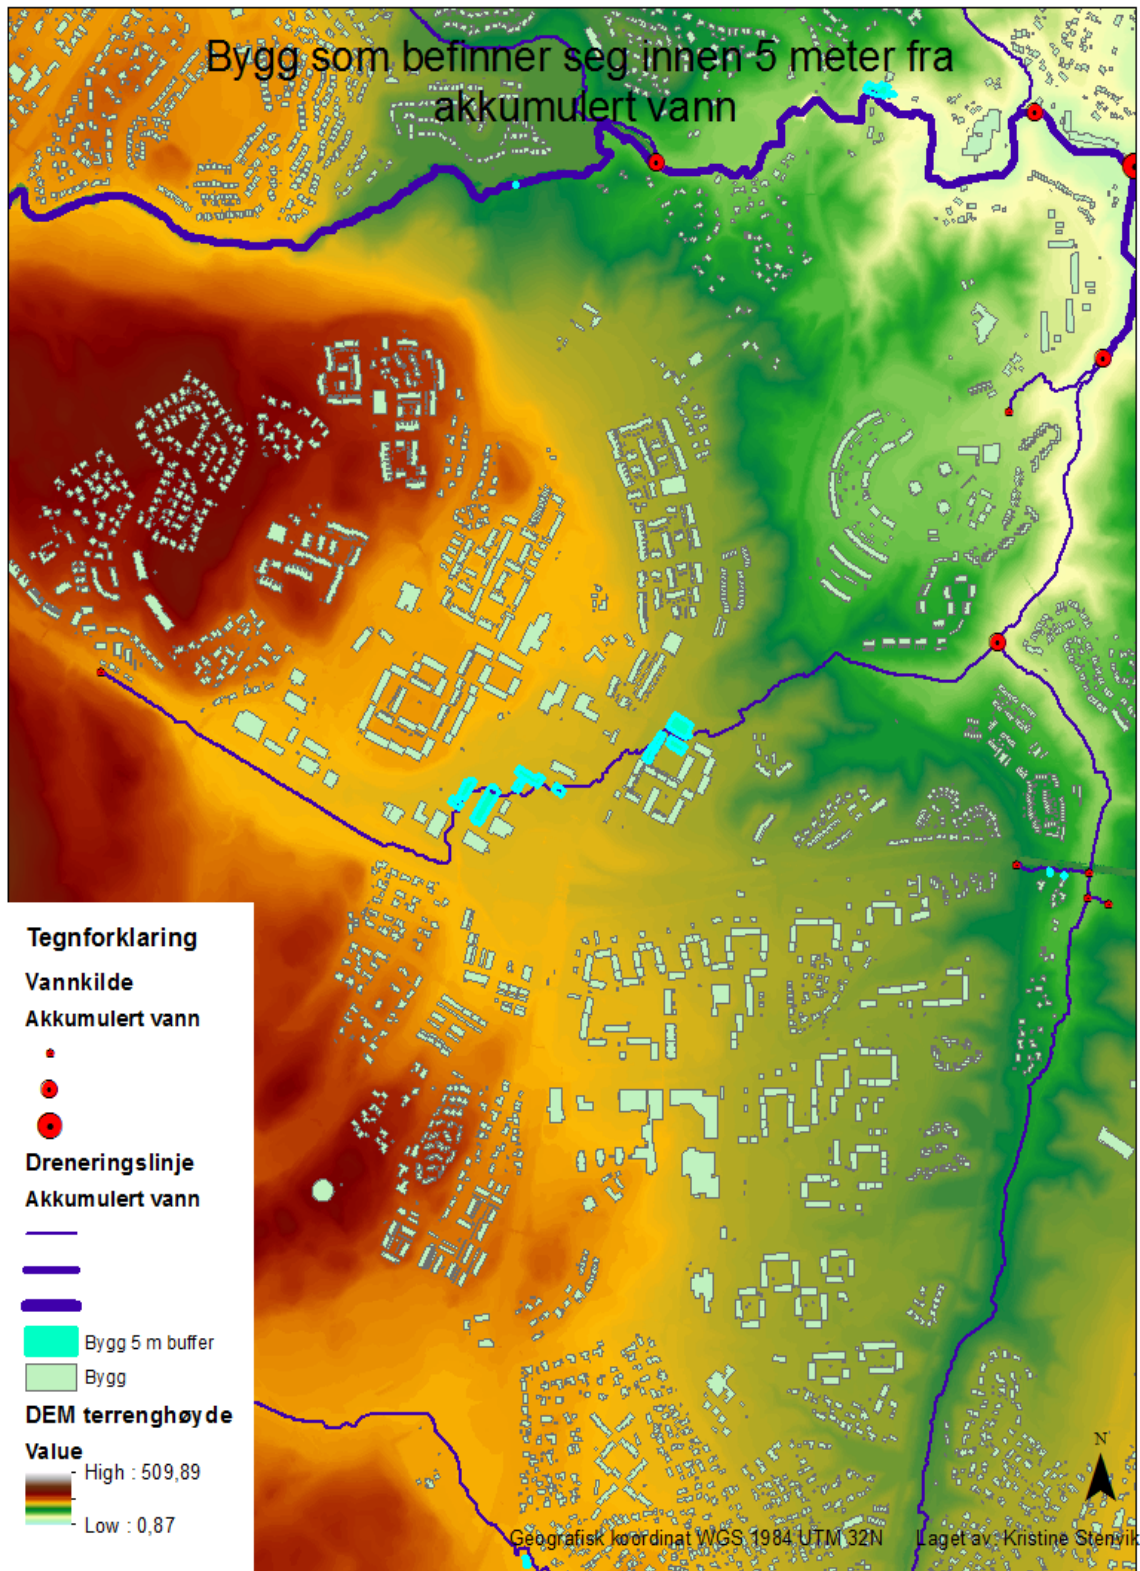 Bygg som befinner seg innen 5 meter fra
akkumulert vann
Tegnforklaring
Vannkilde
Akkumulert vann
Dreneringslinje
Akkumulert vann
Bygg 5 m buffer
Bygg
DEM terrenghøyde
Value
High : 509,89
Low : 0,87
N
Geografisk koordinat WGS 1984 UTM 32N Laget av: Kristine Stenvik